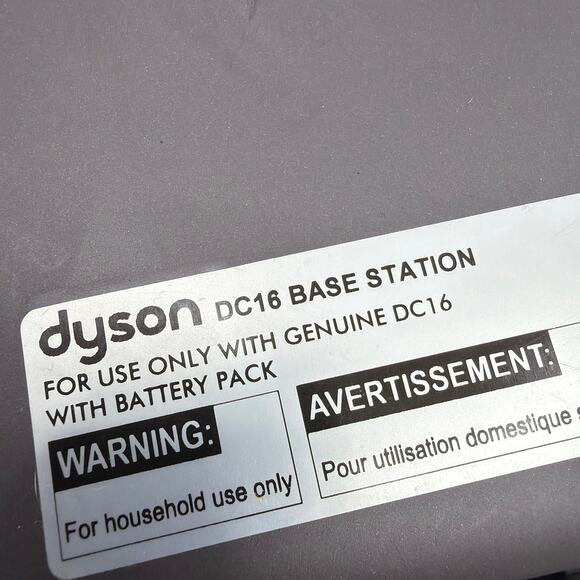 dyson DC16 BASE STATION
FOR USE ONLY WITH GENUINE DC16
WITH BATTERY PACK
WARNING:
For household use only
AVERTISSEMENT:
Pour utilisation domestique